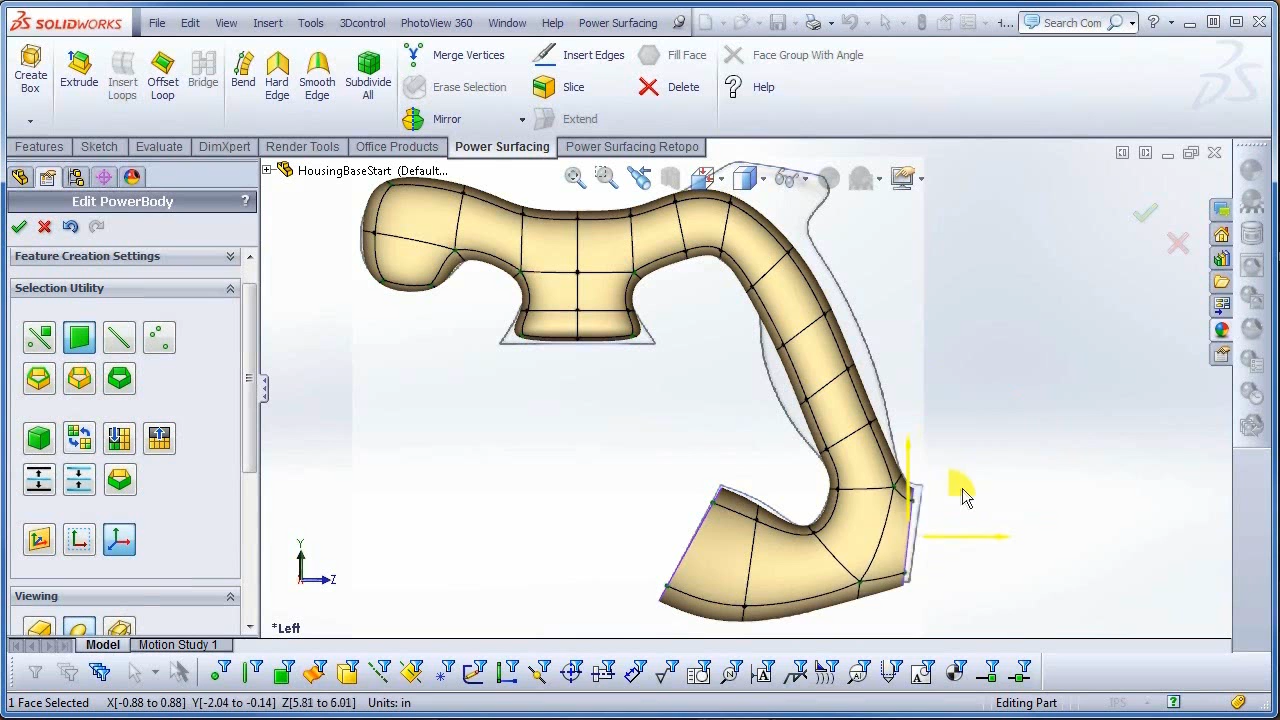 SOLIDWORKS File Edit View Insert Tools 3Dcontrol PhotoView 360 Window Help Power Surfacing Search Com
Create Box
Extrude
Insert Loops
Offset Loop
Bridge
Bend
Hard Edge
Smooth Edge
Subdivide All
Merge Vertices
Insert Edges
Fill Face
Face Group With Angle
Erase Selection
Slice
Delete
Help
Mirror
Extend
Features Sketch Evaluate DimXpert Render Tools Office Products Power Surfacing Power Surfacing Retopo
HousingBaseStart (Default...
Edit PowerBody ?
Feature Creation Settings
Selection Utility
Viewing
Y
Z
*Left
Model Motion Study 1
1 Face Selected X[-0.88 to 0.88] Y[-2.04 to -0.14] Z[5.81 to 6.01] Units: in Editing Part IPS